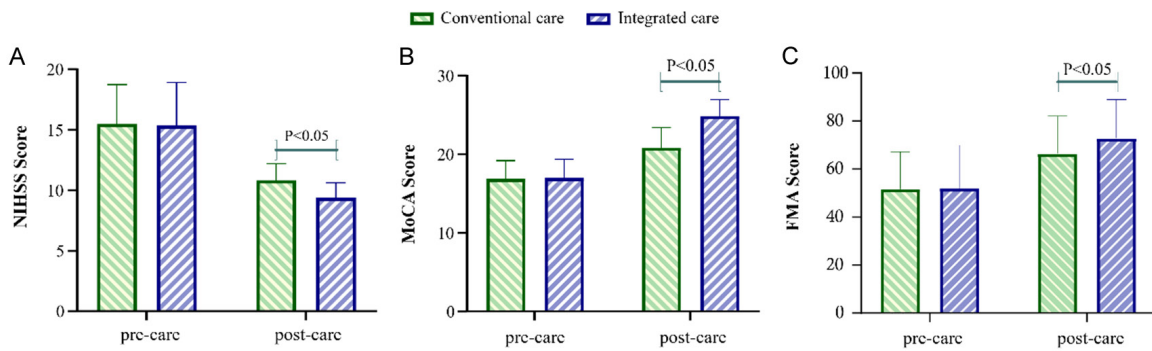 Conventional care Integrated care
A
NIHSS Score
20
15
10
5
0
P<0.05
pre-care post-care
B
MoCA Score
30
20
10
0
P<0.05
pre-care post-care
C
FMA Score
100
80
60
40
20
0
P<0.05
pre-care post-care